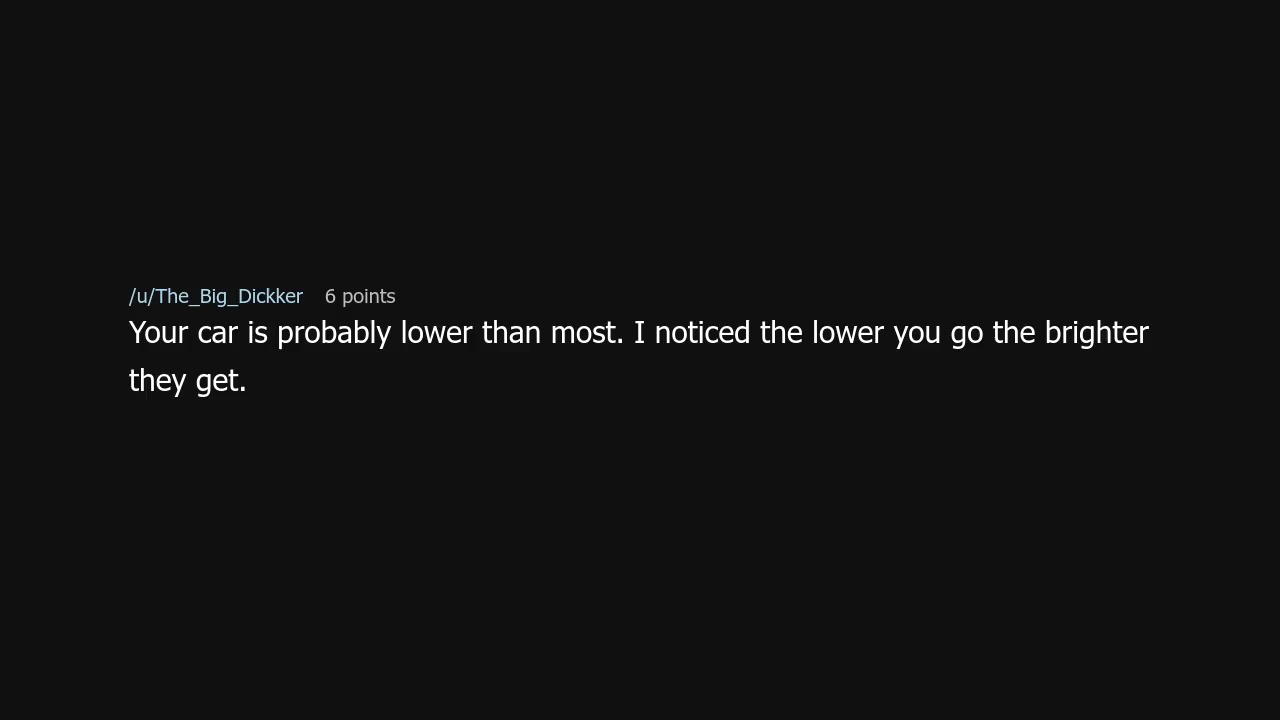 /u/The_Big_Dickker 6 points
Your car is probably lower than most. I noticed the lower you go the brighter
they get.